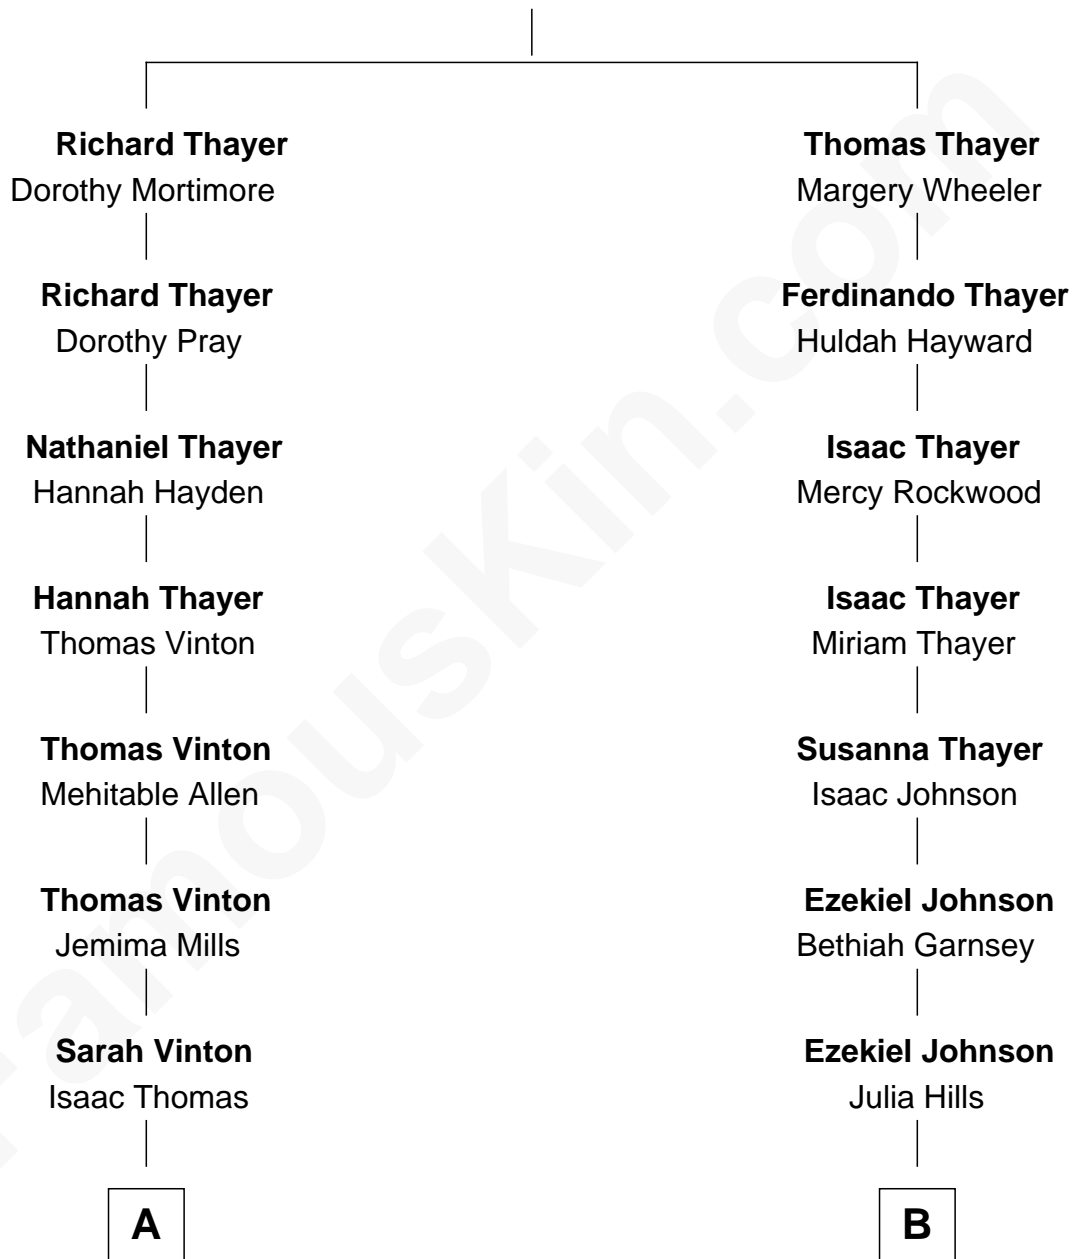 Richard Thayer
Dorothy Mortimore
Richard Thayer
Dorothy Pray
Nathaniel Thayer
Hannah Hayden
Hannah Thayer
Thomas Vinton
Thomas Vinton
Mehitable Allen
Thomas Vinton
Jemima Mills
Sarah Vinton
Isaac Thomas
A
Thomas Thayer
Margery Wheeler
Ferdinando Thayer
Huldah Hayward
Isaac Thayer
Mercy Rockwood
Isaac Thayer
Miriam Thayer
Susanna Thayer
Isaac Johnson
Ezekiel Johnson
Bethiah Garnsey
Ezekiel Johnson
Julia Hills
B
FamousKin.com